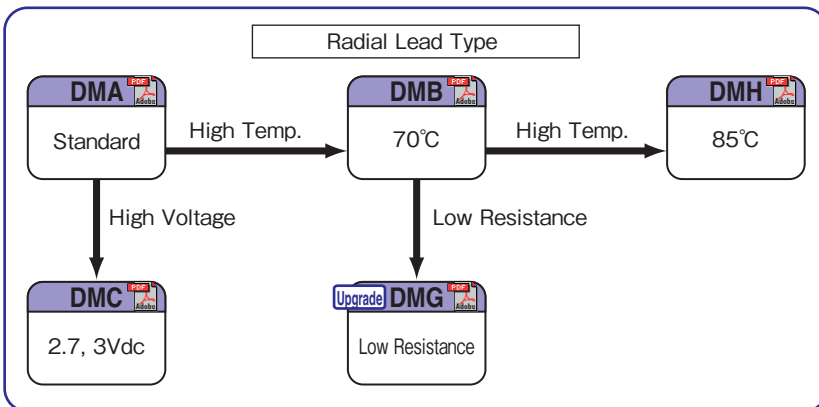 Radial Lead Type
DMA PDF Adobe
Standard
High Temp.
DMB PDF Adobe
70℃
High Temp.
DMH PDF Adobe
85℃
High Voltage
Low Resistance
DMC PDF Adobe
2.7, 3Vdc
Upgrade DMG PDF Adobe
Low Resistance